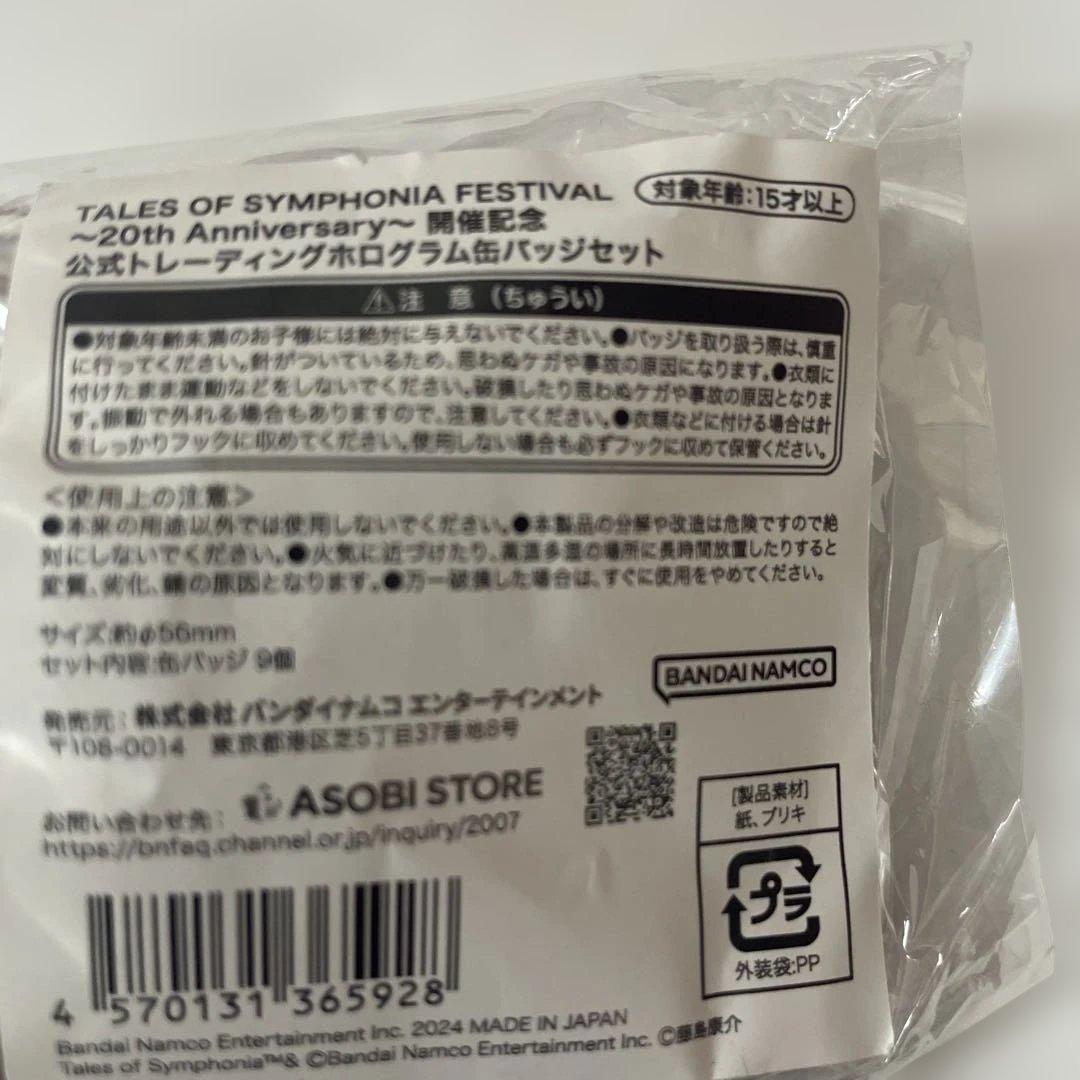 TALES OF SYMPHONIA FESTIVAL
～20th Anniversary～ 開催記念
公式トレーディングホログラム缶バッジセット
対象年齢:15才以上
⚠注 意 (ちゅうい)
●対象年齢未満のお子様には絶対に与えないでください。●バッジを取り扱う際は、慎重
に行ってください。針がついているため、思わぬケガや事故の原因になります。●衣類に
付けたまま運動などをしないでください。破損したり思わぬケガや事故の原因となりま
す。振動で外れる場合もありますので、注意してください。●衣類などに付ける場合は針
をしっかりフックに収めてください。使用しない場合も必ずフックに収めて保管ください。
＜使用上の注意＞
●本来の用途以外では使用しないでください。●本製品の分解や改造は危険ですので絶
対にしないでください。●火気に近づけたり、高温多湿の場所に長時間放置したりすると
変質、劣化、錆の原因となります。●万一破損した場合は、すぐに使用をやめてください。
サイズ:約φ56mm
セット内容:缶バッジ 9個
発売元：株式会社 バンダイナムコ エンターテインメント
〒108-0014 東京都港区芝5丁目37番地8号
BANDAI NAMCO
お問い合わせ先：ASOBI STORE
https://bnfaq.channel.or.jp/inquiry/2007
[製品素材]
紙、ブリキ
プラ
外装袋:PP
4 570131 365928
Bandai Namco Entertainment Inc. 2024 MADE IN JAPAN
Tales of Symphonia™& ©Bandai Namco Entertainment Inc. ©藤島康介